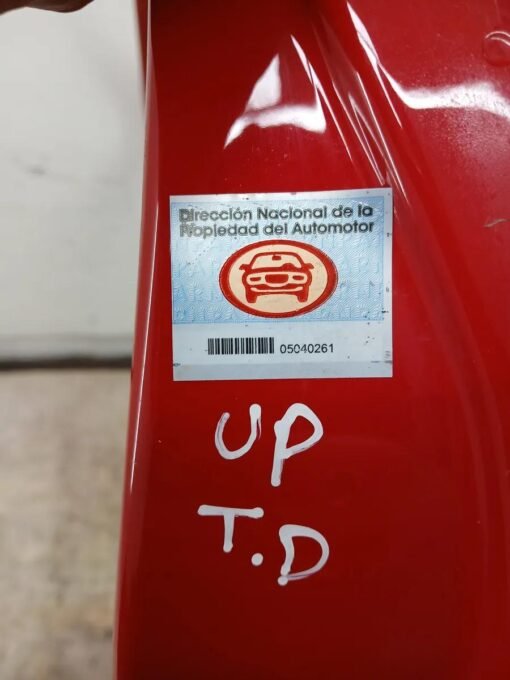 Dirección Nacional de la
Propiedad del Automotor
05040261
UP
T.D